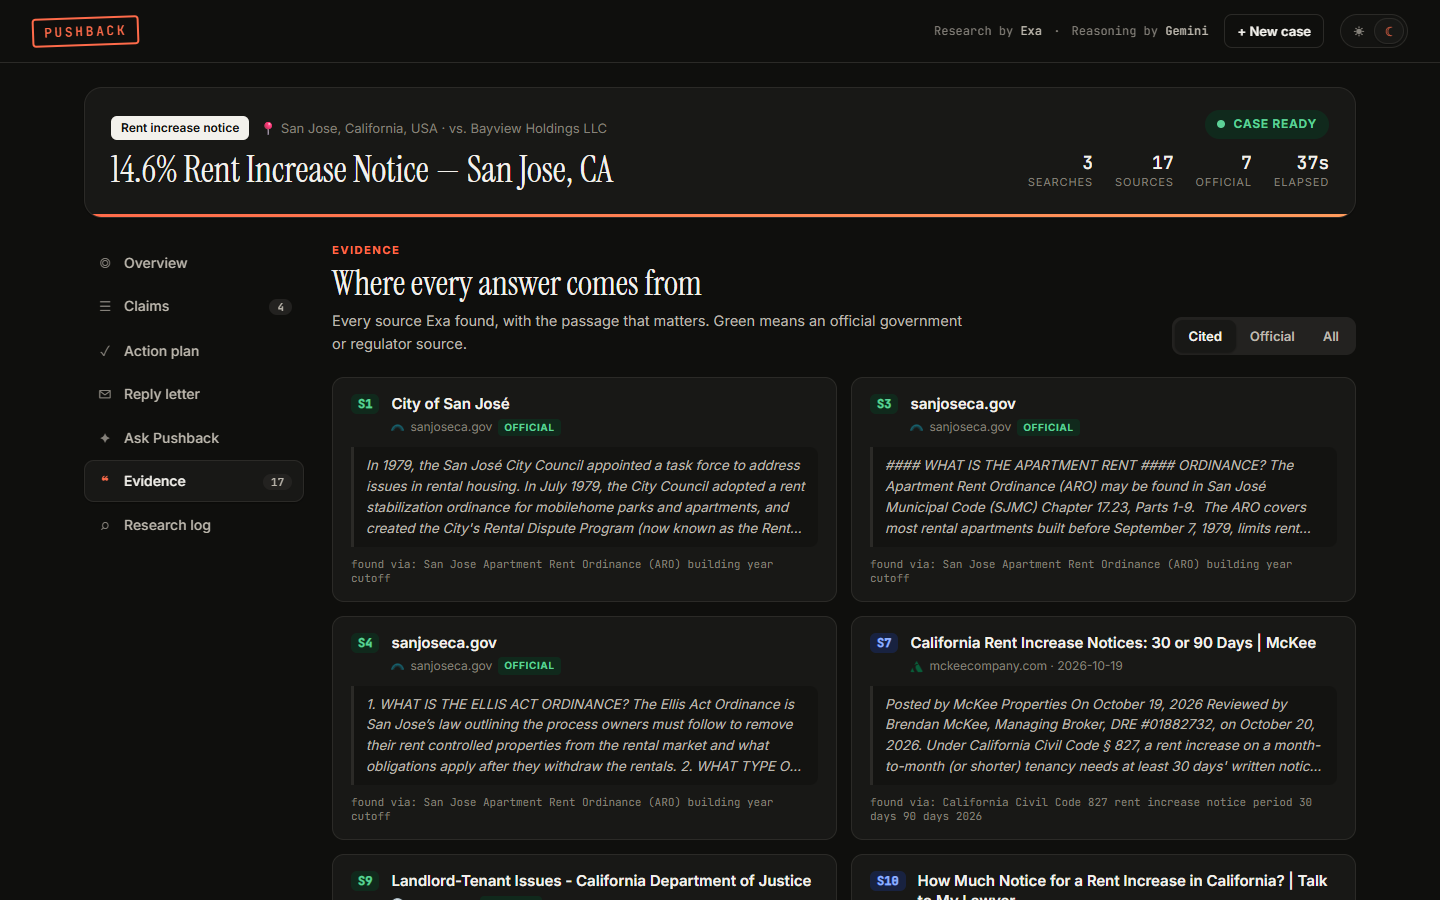 PUSHBACK
Research by Exa · Reasoning by Gemini
+ New case
Rent increase notice
San Jose, California, USA · vs. Bayview Holdings LLC
CASE READY
14.6% Rent Increase Notice — San Jose, CA
3 17 7 37s
SEARCHES SOURCES OFFICIAL ELAPSED
Overview
Claims 4
Action plan
Reply letter
Ask Pushback
Evidence 17
Research log
EVIDENCE
Where every answer comes from
Every source Exa found, with the passage that matters. Green means an official government
or regulator source.
Cited Official All
S1 City of San José
sanjoseca.gov OFFICIAL
In 1979, the San José City Council appointed a task force to address
issues in rental housing. In July 1979, the City Council adopted a rent
stabilization ordinance for mobilehome parks and apartments, and
created the City's Rental Dispute Program (now known as the Rent...
found via: San Jose Apartment Rent Ordinance (ARO) building year
cutoff
S3 sanjoseca.gov
sanjoseca.gov OFFICIAL
#### WHAT IS THE APARTMENT RENT #### ORDINANCE? The
Apartment Rent Ordinance (ARO) may be found in San José
Municipal Code (SJMC) Chapter 17.23, Parts 1-9. The ARO covers
most rental apartments built before September 7, 1979, limits rent...
found via: San Jose Apartment Rent Ordinance (ARO) building year
cutoff
S4 sanjoseca.gov
sanjoseca.gov OFFICIAL
1. WHAT IS THE ELLIS ACT ORDINANCE? The Ellis Act Ordinance is
San Jose's law outlining the process owners must follow to remove
their rent controlled properties from the rental market and what
obligations apply after they withdraw the rentals. 2. WHAT TYPE O...
found via: San Jose Apartment Rent Ordinance (ARO) building year
cutoff
S7 California Rent Increase Notices: 30 or 90 Days | McKee
mckeecompany.com · 2026-10-19
Posted by McKee Properties On October 19, 2026 Reviewed by
Brendan McKee, Managing Broker, DRE #01882732, on October 20,
2026. Under California Civil Code § 827, a rent increase on a month-
to-month (or shorter) tenancy needs at least 30 days' written notic...
found via: California Civil Code 827 rent increase notice period 30
days 90 days 2026
S9 Landlord-Tenant Issues - California Department of Justice
S10 How Much Notice for a Rent Increase in California? | Talk
to My Lawyer